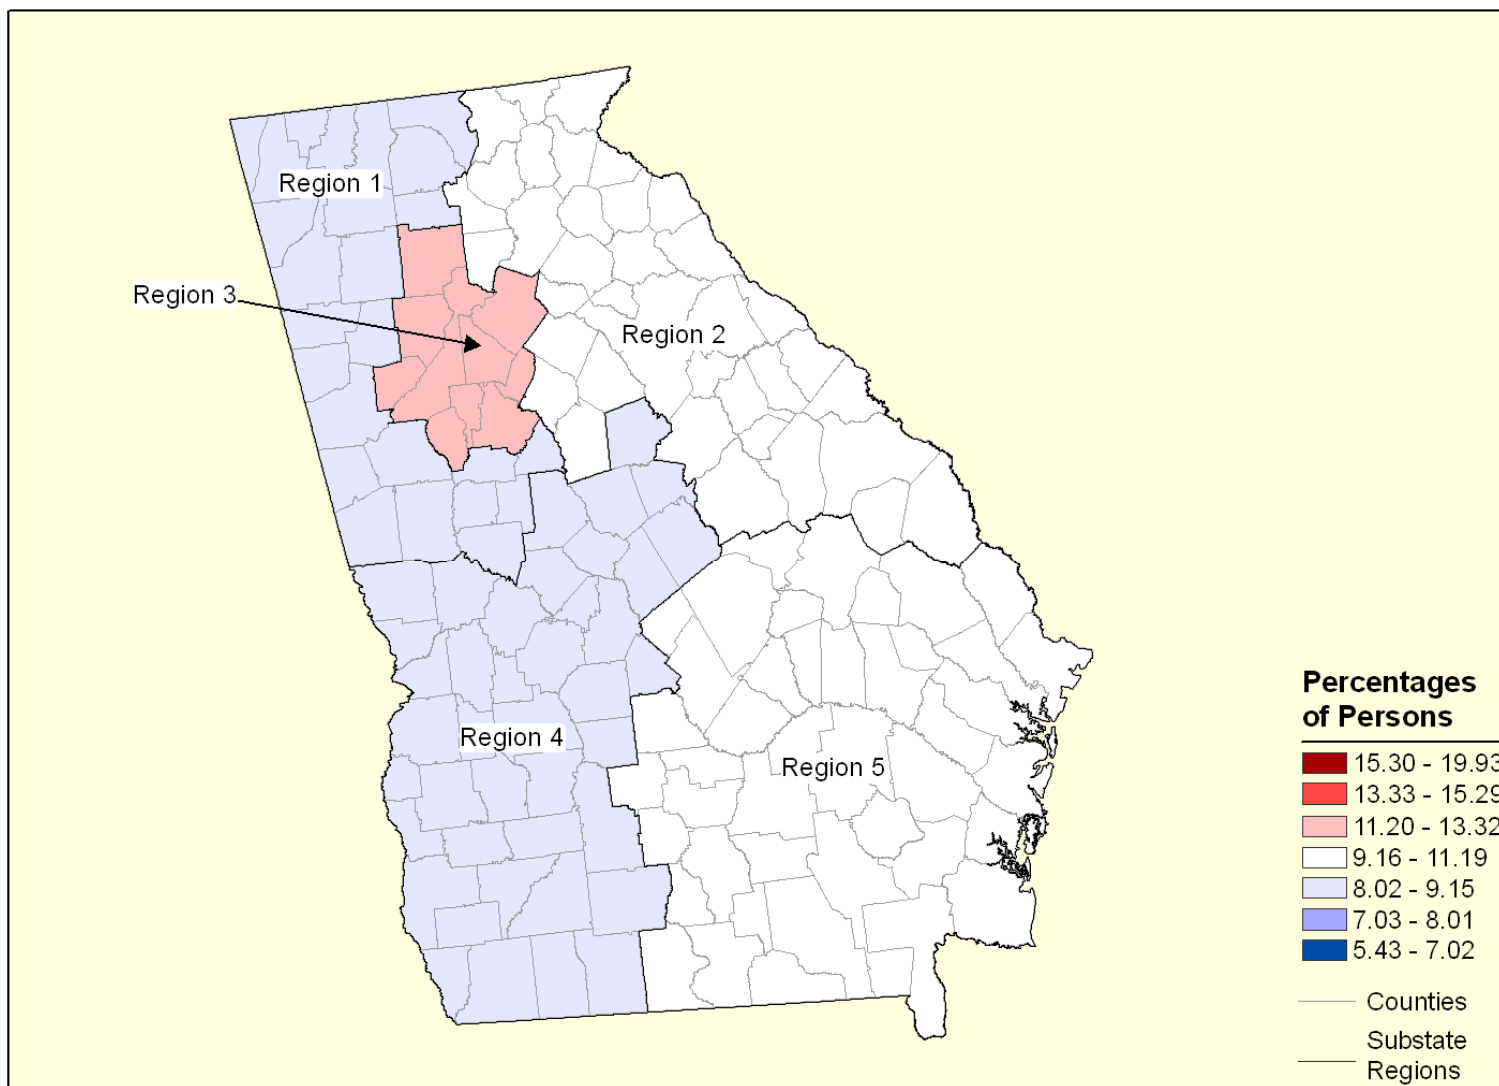 Region 1
Region 3
Region 2
Region 4
Region 5
Percentages
of Persons
15.30 - 19.93
13.33 - 15.29
11.20 - 13.32
9.16 - 11.19
8.02 - 9.15
7.03 - 8.01
5.43 - 7.02
Counties
Substate
Regions